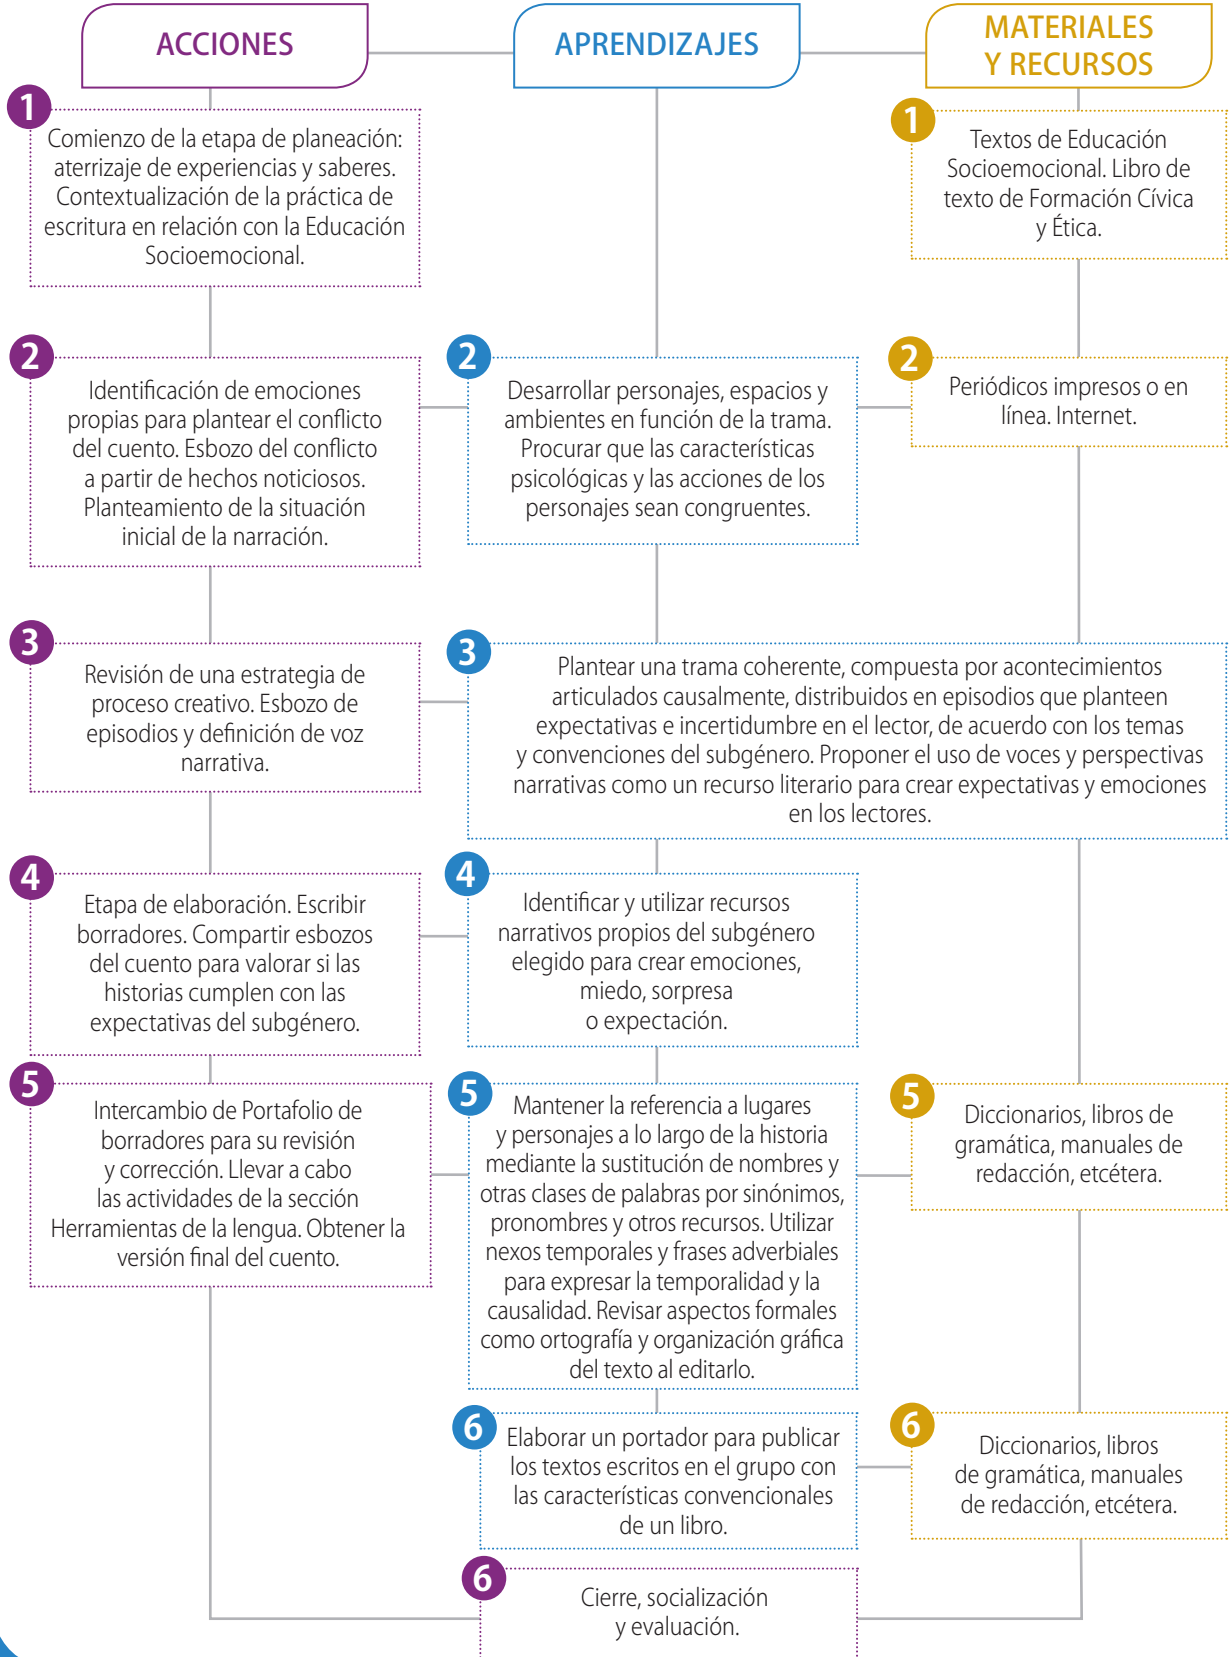 ACCIONES
APRENDIZAJES
MATERIALES
Y RECURSOS
1
Comienzo de la etapa de planeación:
aterrizaje de experiencias y saberes.
Contextualización de la práctica de
escritura en relación con la Educación
Socioemocional.
1
Textos de Educación
Socioemocional. Libro de
texto de Formación Cívica
y Ética.
2
Identificación de emociones
propias para plantear el conflicto
del cuento. Esbozo del conflicto
a partir de hechos noticiosos.
Planteamiento de la situación
inicial de la narración.
2
Desarrollar personajes, espacios y
ambientes en función de la trama.
Procurar que las características
psicológicas y las acciones de los
personajes sean congruentes.
2
Periódicos impresos o en
línea. Internet.
3
Revisión de una estrategia de
proceso creativo. Esbozo de
episodios y definición de voz
narrativa.
3
Plantear una trama coherente, compuesta por acontecimientos
articulados causalmente, distribuidos en episodios que planteen
expectativas e incertidumbre en el lector, de acuerdo con los temas
y convenciones del subgénero. Proponer el uso de voces y perspectivas
narrativas como un recurso literario para crear expectativas y emociones
en los lectores.
4
Etapa de elaboración. Escribir
borradores. Compartir esbozos
del cuento para valorar si las
historias cumplen con las
expectativas del subgénero.
4
Identificar y utilizar recursos
narrativos propios del subgénero
elegido para crear emociones,
miedo, sorpresa
o expectación.
5
Intercambio de Portafolio de
borradores para su revisión
y corrección. Llevar a cabo
las actividades de la sección
Herramientas de la lengua. Obtener la
versión final del cuento.
5
Mantener la referencia a lugares
y personajes a lo largo de la historia
mediante la sustitución de nombres y
otras clases de palabras por sinónimos,
pronombres y otros recursos. Utilizar
nexos temporales y frases adverbiales
para expresar la temporalidad y la
causalidad. Revisar aspectos formales
como ortografía y organización gráfica
del texto al editarlo.
5
Diccionarios, libros de
gramática, manuales de
redacción, etcétera.
6
Elaborar un portador para publicar
los textos escritos en el grupo con
las características convencionales
de un libro.
6
Diccionarios, libros
de gramática, manuales
de redacción, etcétera.
6
Cierre, socialización
y evaluación.